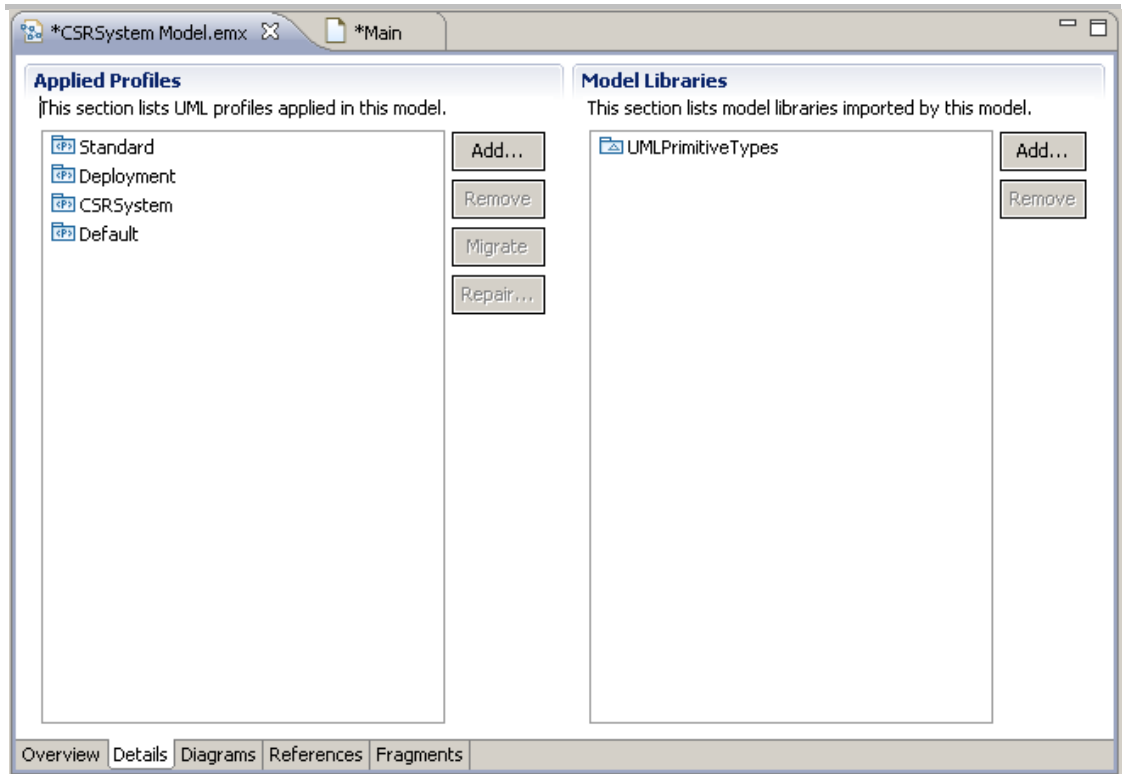 *CSRSystem Model.emx
*Main
Applied Profiles
This section lists UML profiles applied in this model.
Standard
Deployment
CSRSystem
Default
Add...
Remove
Migrate
Repair...
Model Libraries
This section lists model libraries imported by this model.
UMLPrimitiveTypes
Add...
Remove
Overview Details Diagrams References Fragments